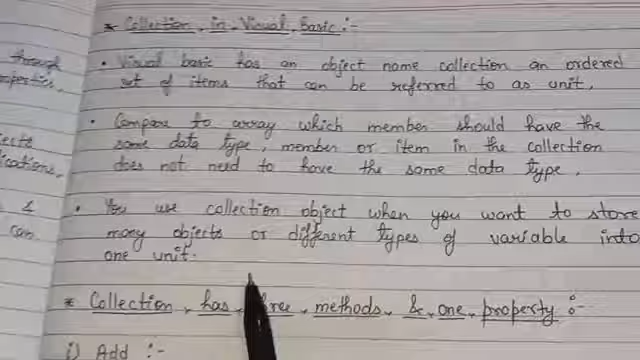 * Collection in Visual Basic :-
through
• Visual basic has an object name collection an ordered
set of items that can be referred to as unit.
• Compare to array which member should have the
same data type, member or item in the collection
does not need to have the same data type.
• You use collection object when you want to store
&
can
many objects or different types of variable into
one unit.
* Collection has three methods & one property :-
i) Add :-